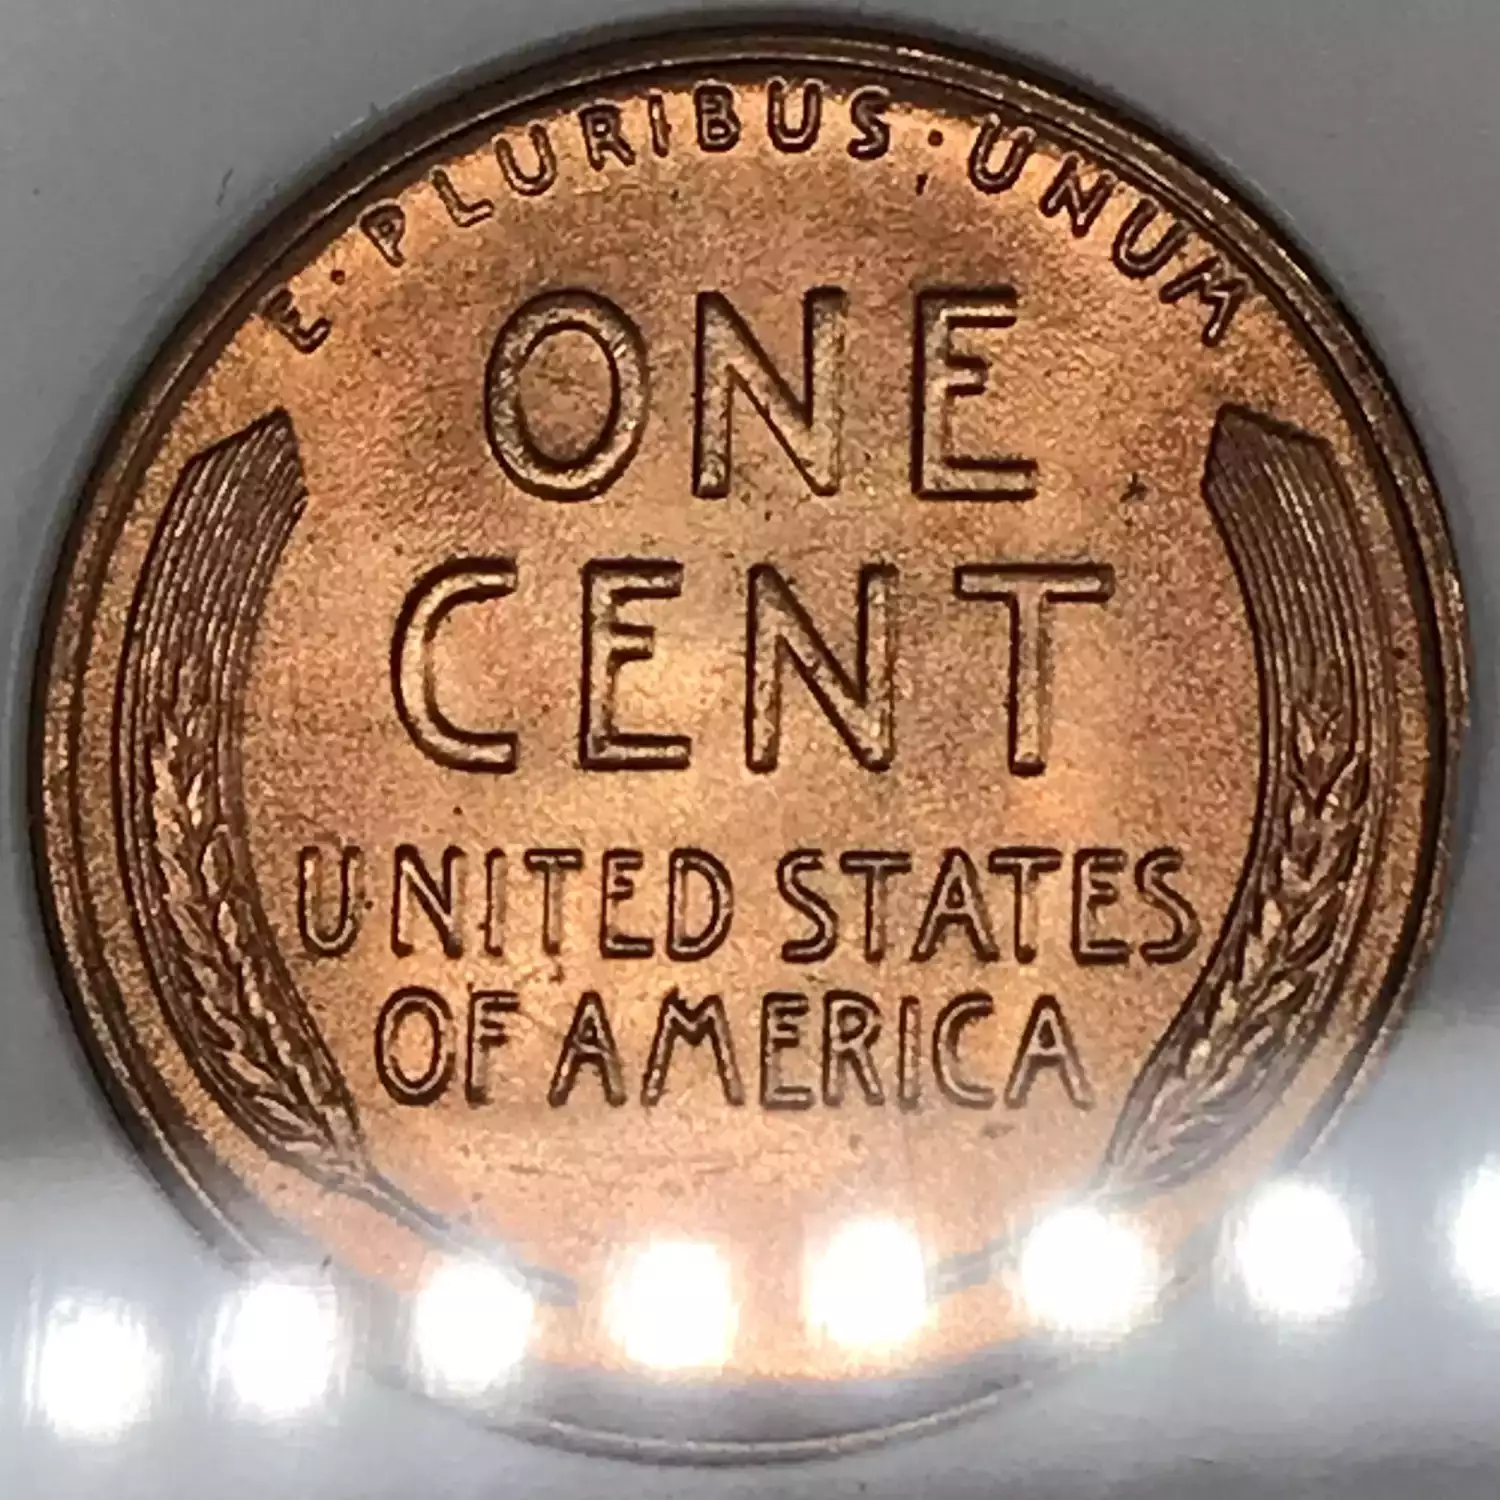 E·PLURIBUS·UNUM
ONE
CENT
UNITED STATES
OF AMERICA